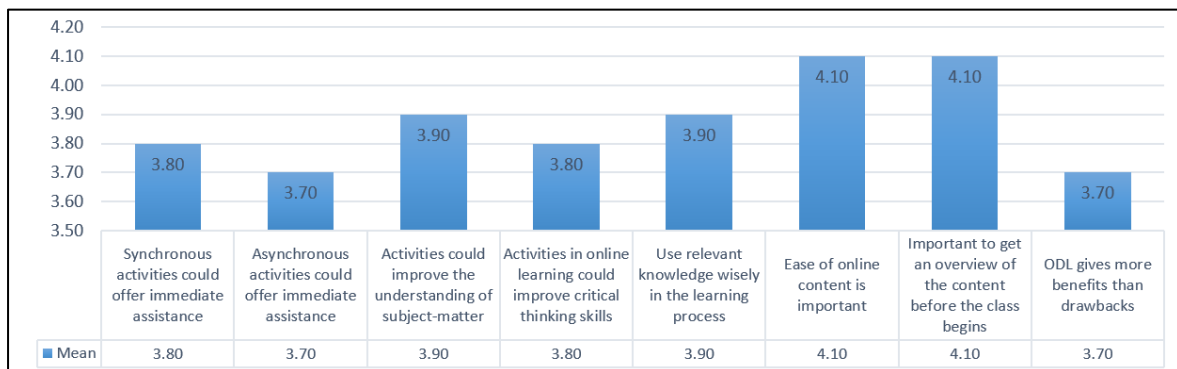 4.20
4.10
4.00
3.90
3.80
3.70
3.60
3.50
3.80
3.70
3.90
3.80
3.90
4.10
4.10
3.70
Synchronous
activities could
offer immediate
assistance
Asynchronous
activities could
offer immediate
assistance
Activities could
improve the
understanding of
subject-matter
Activities in online
learning could
improve critical
thinking skills
Use relevant
knowledge wisely
in the learning
process
Ease of online
content is
important
Important to get
an overview of
the content
before the class
begins
ODL gives more
benefits than
drawbacks
Mean 3.80 3.70 3.90 3.80 3.90 4.10 4.10 3.70